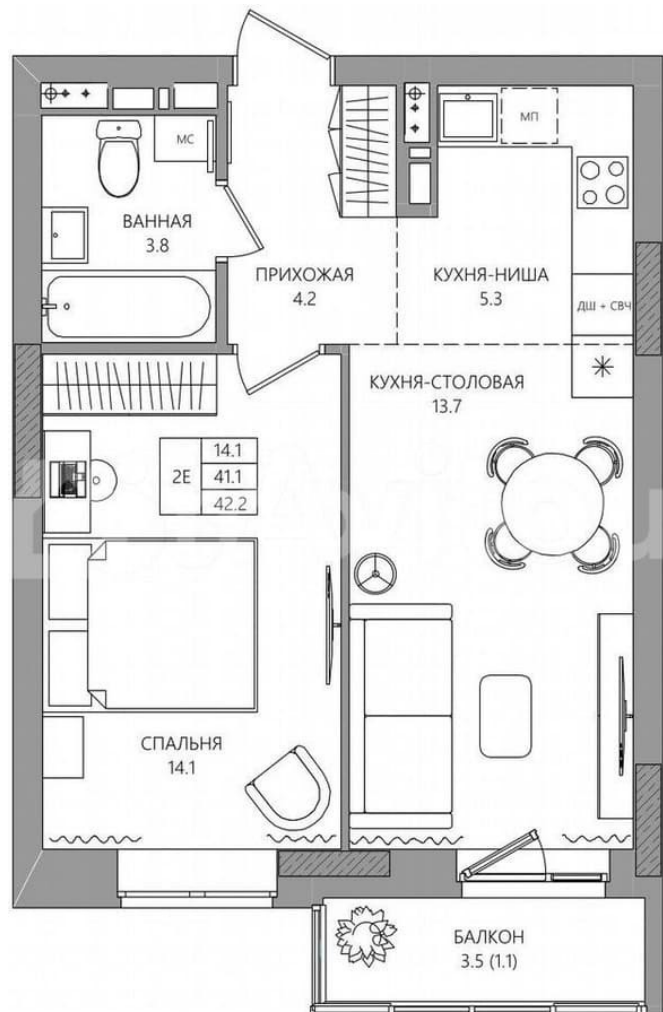 МП
МС
ВАННАЯ
3.8
ПРИХОЖАЯ
4.2
КУХНЯ-НИША
5.3
ДШ + СВЧ
КУХНЯ-СТОЛОВАЯ
13.7
2Е
14.1
41.1
42.2
СПАЛЬНЯ
14.1
БАЛКОН
3.5 (1.1)